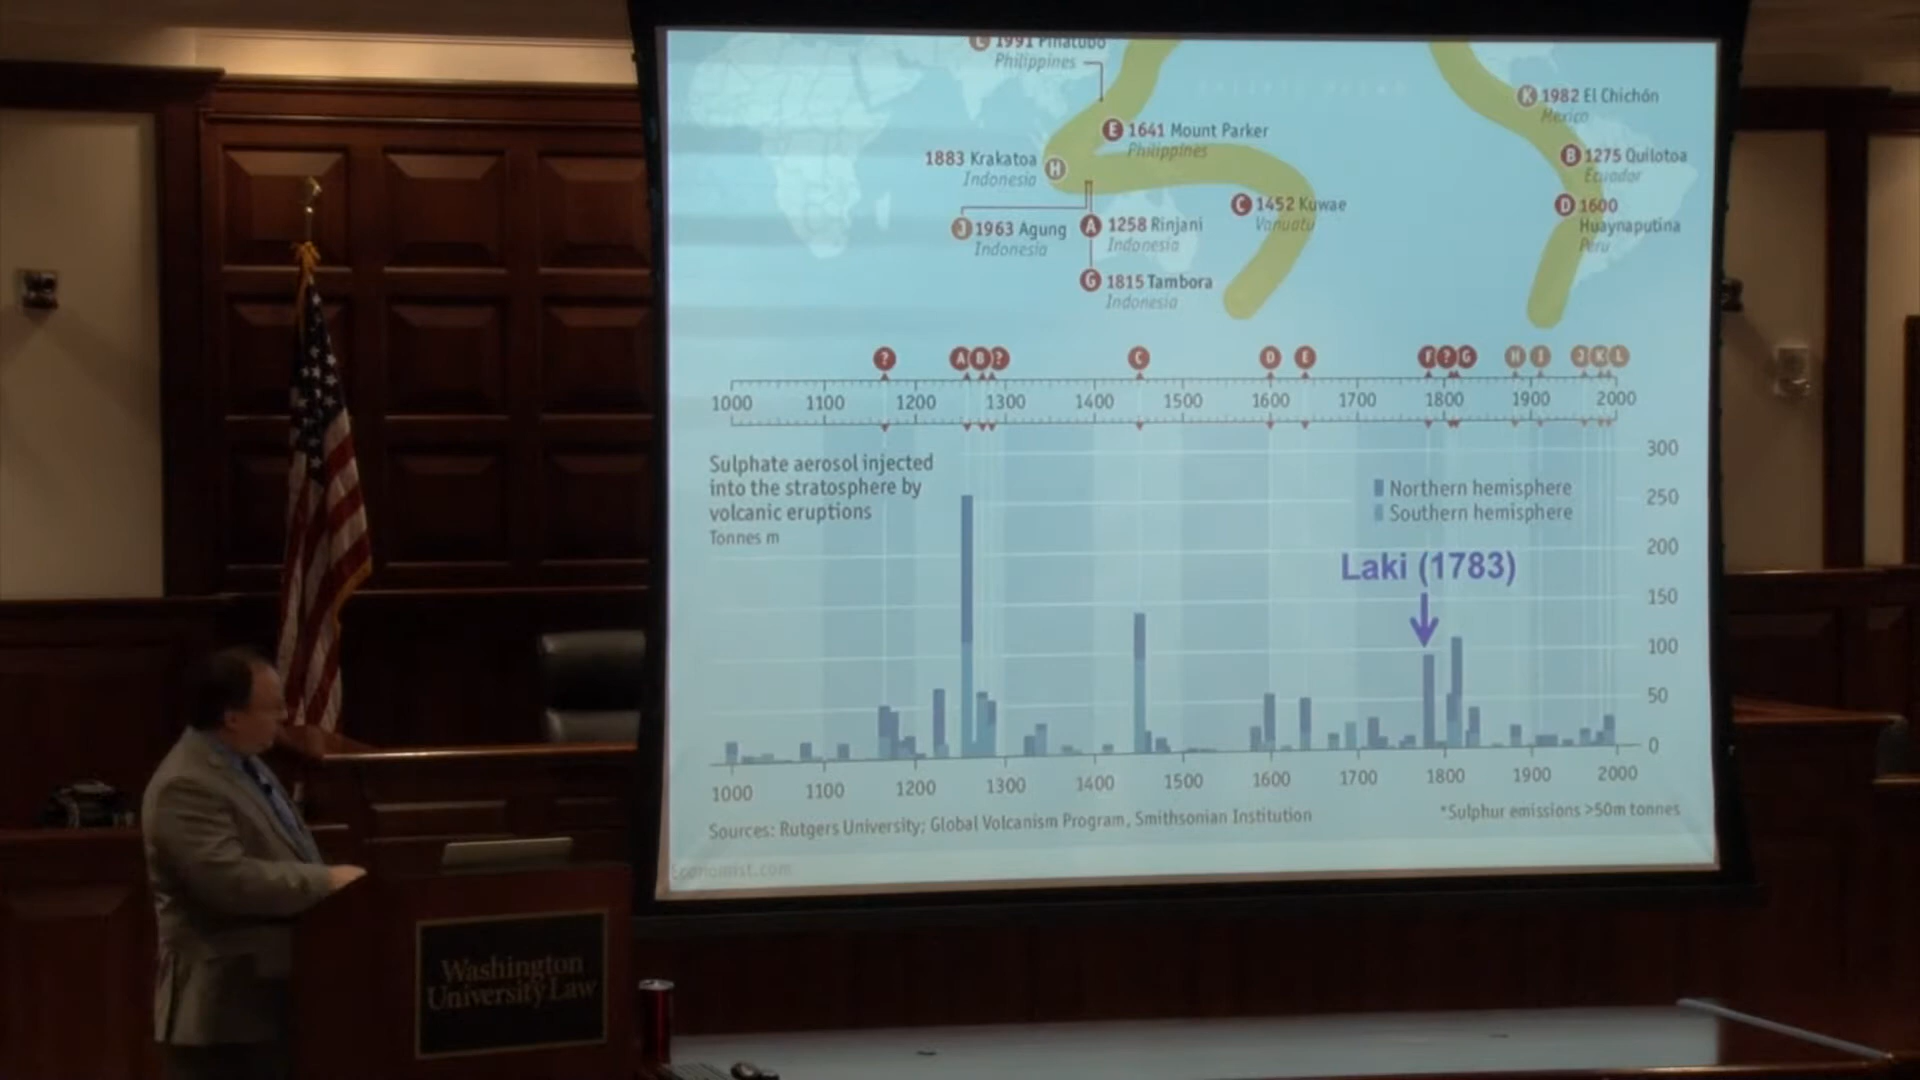 L 1991 Pinatubo
Philippines
K 1982 El Chichón
Mexico
E 1641 Mount Parker
Philippines
1883 Krakatoa H
Indonesia
B 1275 Quilotoa
Ecuador
C 1452 Kuwae
Vanuatu
D 1600
Huaynaputina
Peru
J 1963 Agung
Indonesia
A 1258 Rinjani
Indonesia
G 1815 Tambora
Indonesia
? A B ? C D E F ? G H I J K L
1000 1100 1200 1300 1400 1500 1600 1700 1800 1900 2000
Sulphate aerosol injected
into the stratosphere by
volcanic eruptions
Tonnes m
Northern hemisphere
Southern hemisphere
Laki (1783)
300
250
200
150
100
50
0
1000 1100 1200 1300 1400 1500 1600 1700 1800 1900 2000
Sources: Rutgers University; Global Volcanism Program, Smithsonian Institution
*Sulphur emissions >50m tonnes
Economist.com
Washington
University Law